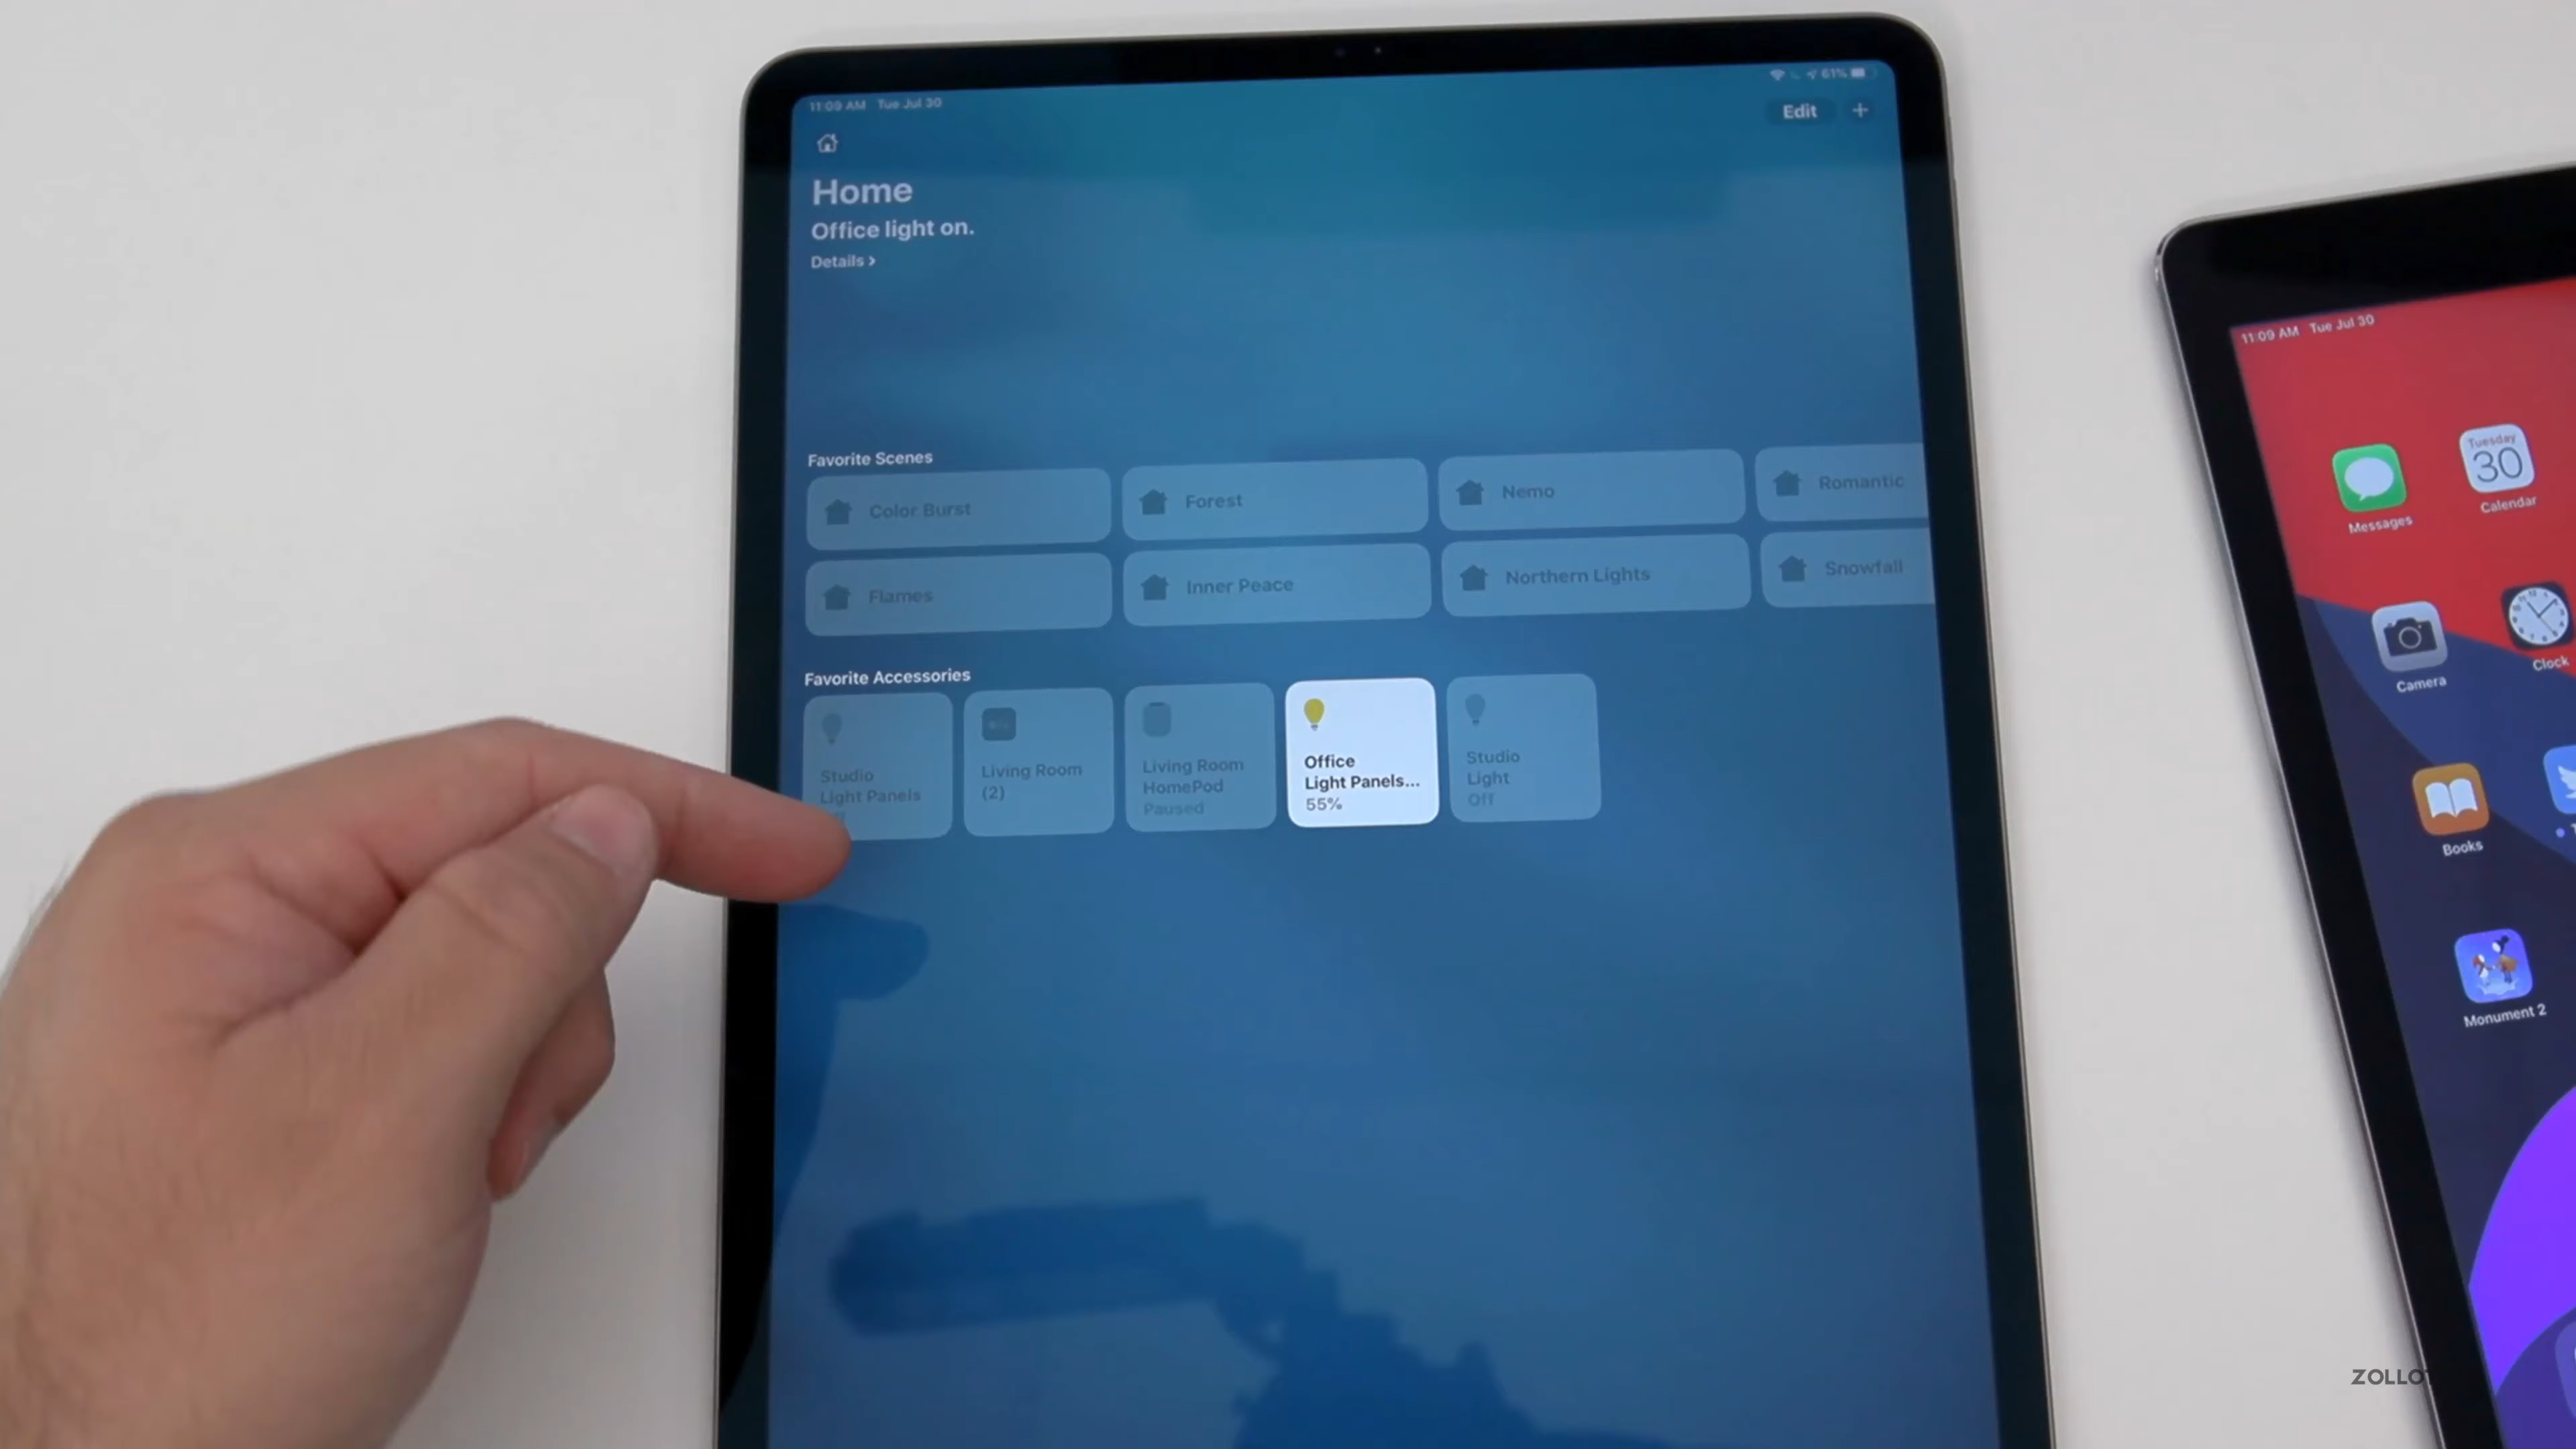 11:09 AM Tue Jul 30
61%
Edit +
Home
Office light on.
Details >
Favorite Scenes
Color Burst
Forest
Nemo
Romantic
Flames
Inner Peace
Northern Lights
Snowfall
Favorite Accessories
Studio
Light Panels
Living Room
(2)
Living Room
HomePod
Paused
Office
Light Panels...
55%
Studio
Light
Off
11:09 AM Tue Jul 30
Messages
Tuesday
30
Calendar
Camera
Clock
Books
Monument 2